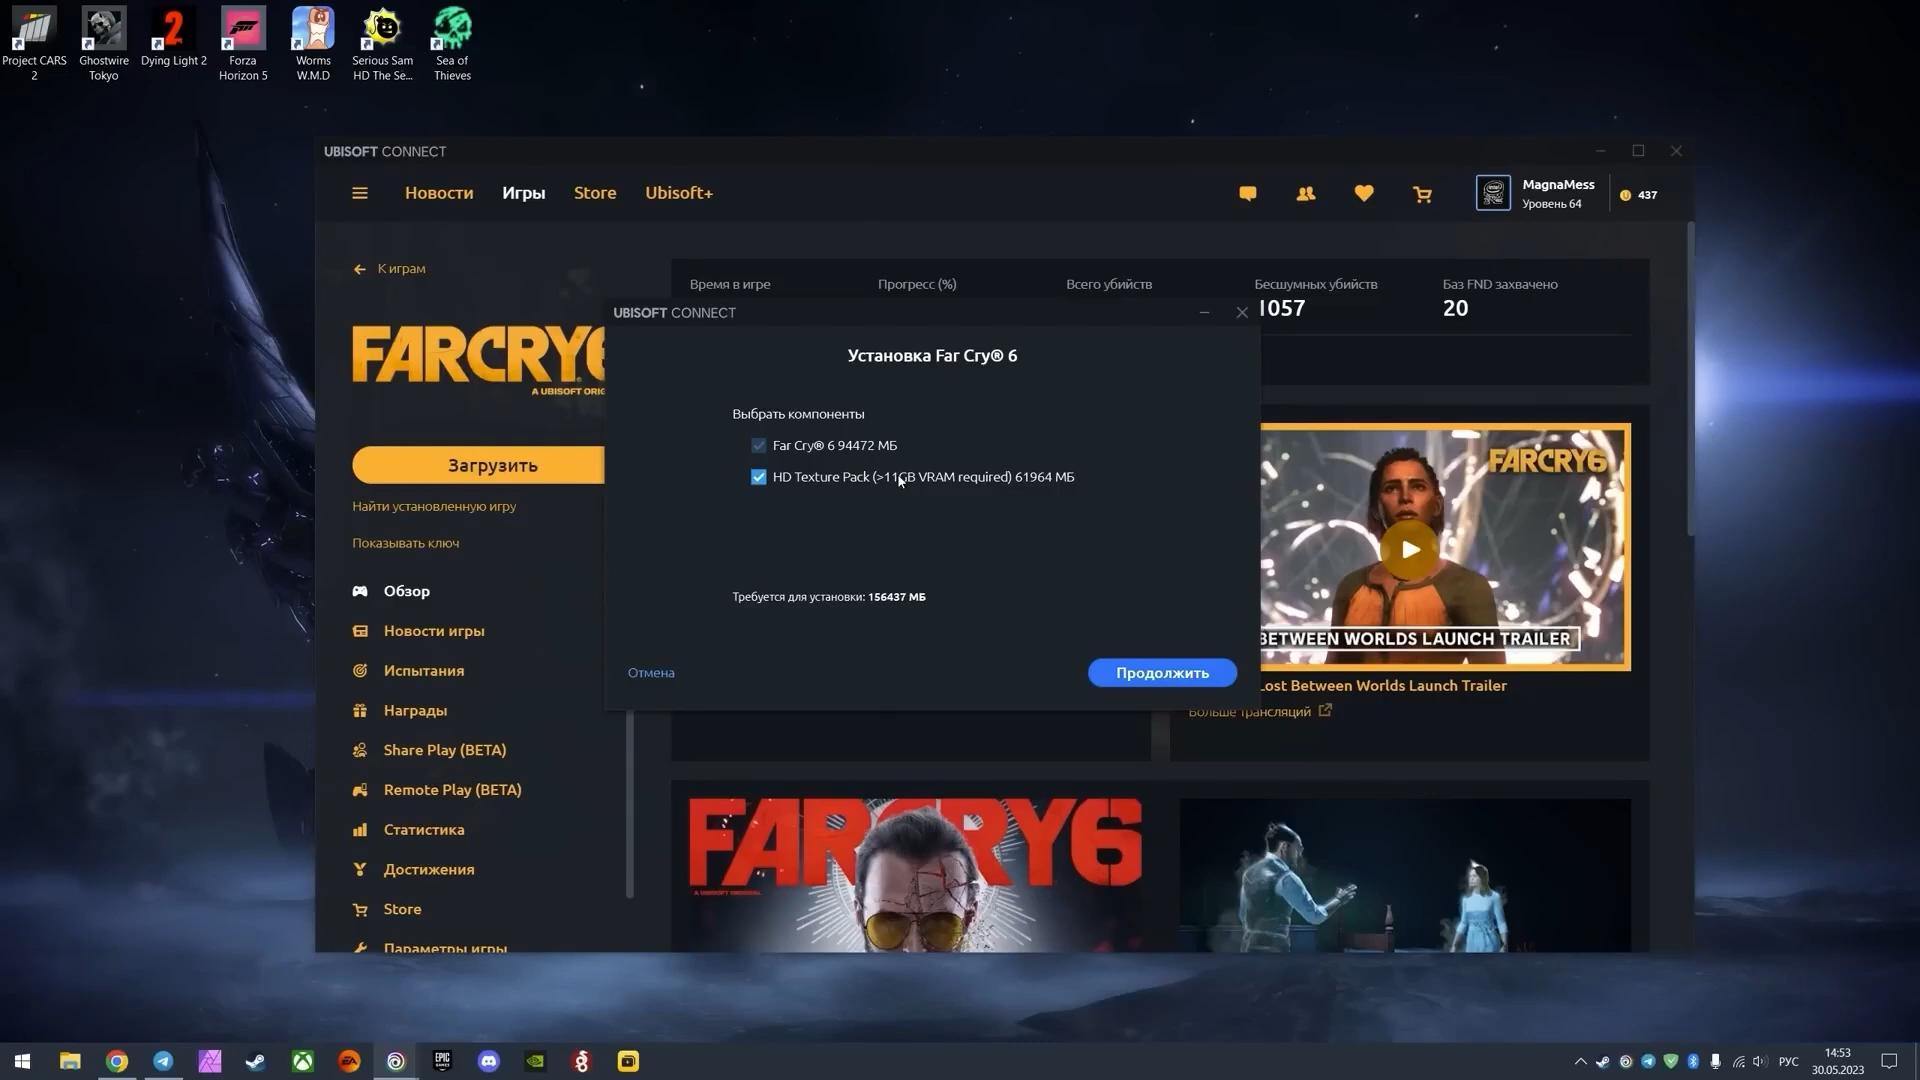 Project CARS
2
Ghostwire
Tokyo
Dying Light 2
Forza
Horizon 5
Worms
W.M.D
Serious Sam
HD The Se...
Sea of
Thieves
UBISOFT CONNECT
Новости
Игры
Store
Ubisoft+
MagnaMess
Уровень 64
437
К играм
Время в игре
Прогресс (%)
Всего убийств
Бесшумных убийств
Баз FND захвачено
1057
20
FARCRY6
A UBISOFT ORIG
Загрузить
Найти установленную игру
Показывать ключ
Обзор
Новости игры
Испытания
Награды
Share Play (BETA)
Remote Play (BETA)
Статистика
Достижения
Store
Параметры игры
UBISOFT CONNECT
Установка Far Cry® 6
Выбрать компоненты
Far Cry® 6 94472 МБ
HD Texture Pack (>11GB VRAM required) 61964 МБ
Требуется для установки: 156437 МБ
Отмена
Продолжить
FARCRY6
BETWEEN WORLDS LAUNCH TRAILER
Lost Between Worlds Launch Trailer
Больше трансляций
FARCRY6
A UBISOFT ORIGINAL
EPIC
GAMES
РУС
14:53
30.05.2023